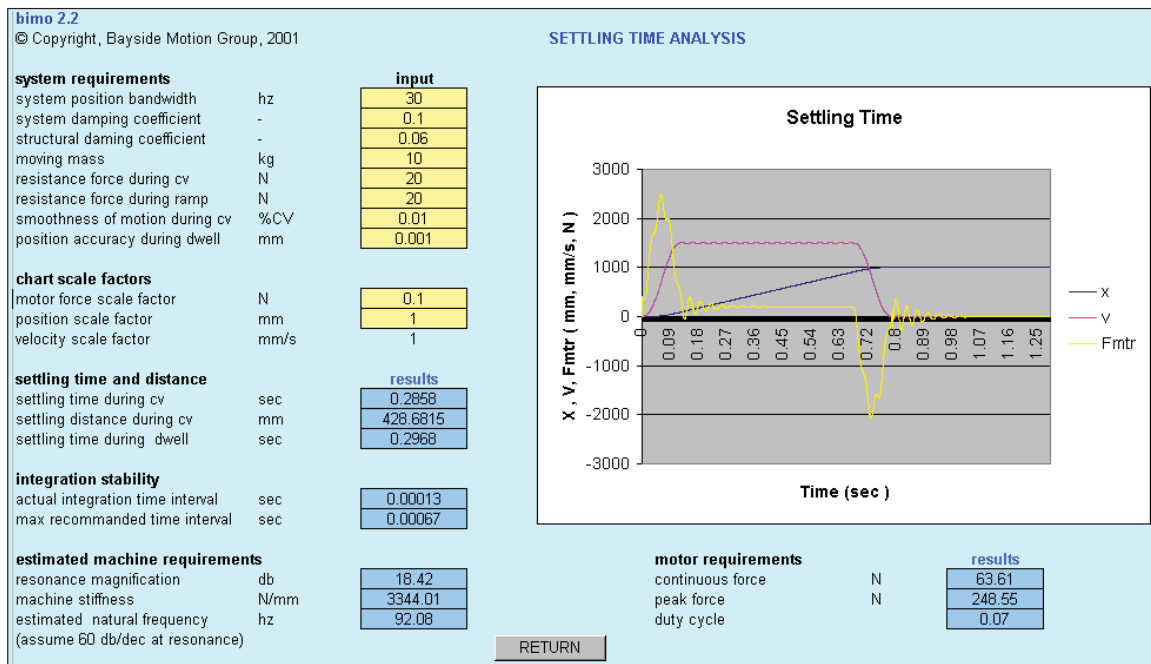 bimo 2.2
© Copyright, Bayside Motion Group, 2001
SETTLING TIME ANALYSIS
system requirements input
system position bandwidth hz 30
system damping coefficient - 0.1
structural daming coefficient - 0.06
moving mass kg 10
resistance force during cv N 20
resistance force during ramp N 20
smoothness of motion during cv %CV 0.01
position accuracy during dwell mm 0.001
chart scale factors
motor force scale factor N 0.1
position scale factor mm 1
velocity scale factor mm/s 1
settling time and distance results
settling time during cv sec 0.2858
settling distance during cv mm 428.6815
settling time during dwell sec 0.2968
integration stability
actual integration time interval sec 0.00013
max recommanded time interval sec 0.00067
estimated machine requirements
resonance magnification db 18.42
machine stiffness N/mm 3344.01
estimated natural frequency hz 92.08
(assume 60 db/dec at resonance)
RETURN
Settling Time
X , V, Fmtr ( mm, mm/s, N )
3000
2000
1000
0
-1000
-2000
-3000
0 0.09 0.18 0.27 0.36 0.45 0.54 0.63 0.72 0.8 0.89 0.98 1.07 1.16 1.25
Time (sec )
X
V
Fmtr
motor requirements results
continuous force N 63.61
peak force N 248.55
duty cycle 0.07